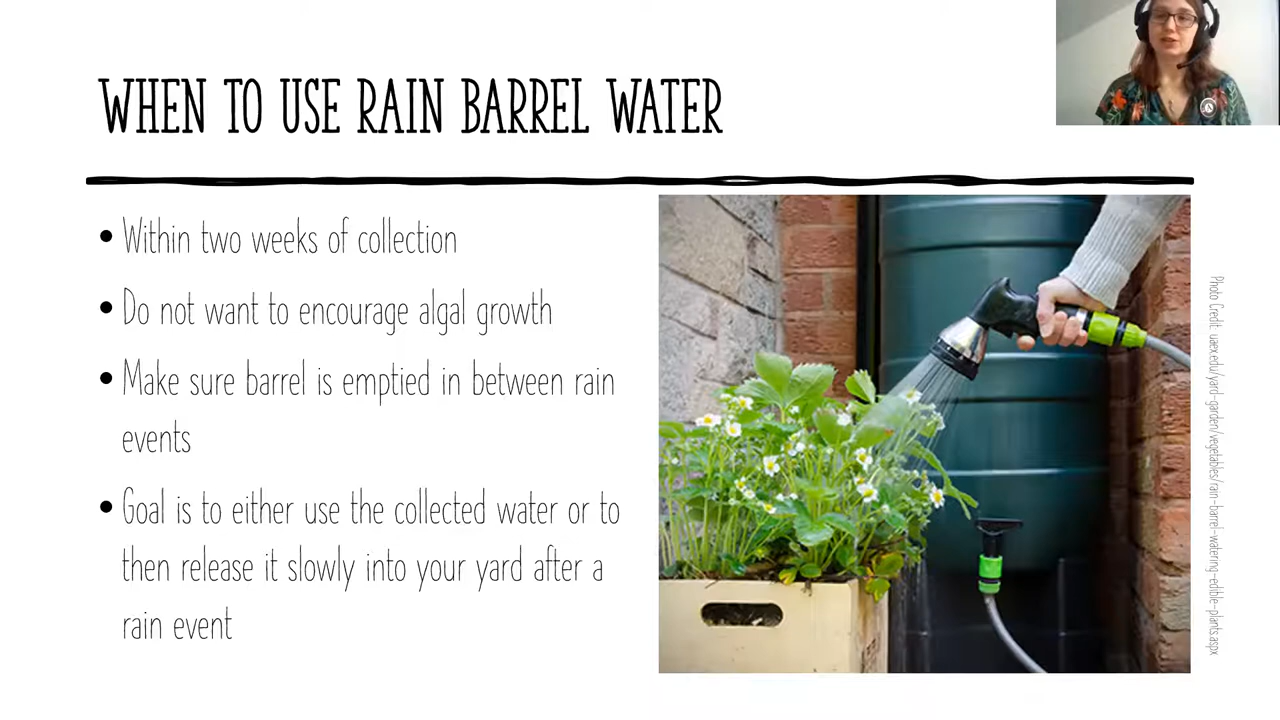 WHEN TO USE RAIN BARREL WATER
• Within two weeks of collection
• Do not want to encourage algal growth
• Make sure barrel is emptied in between rain
events
• Goal is to either use the collected water or to
then release it slowly into your yard after a
rain event
Photo Credit: uaex.edu/yard-garden/vegetables/rain-barrel-watering-edible-plants.aspx